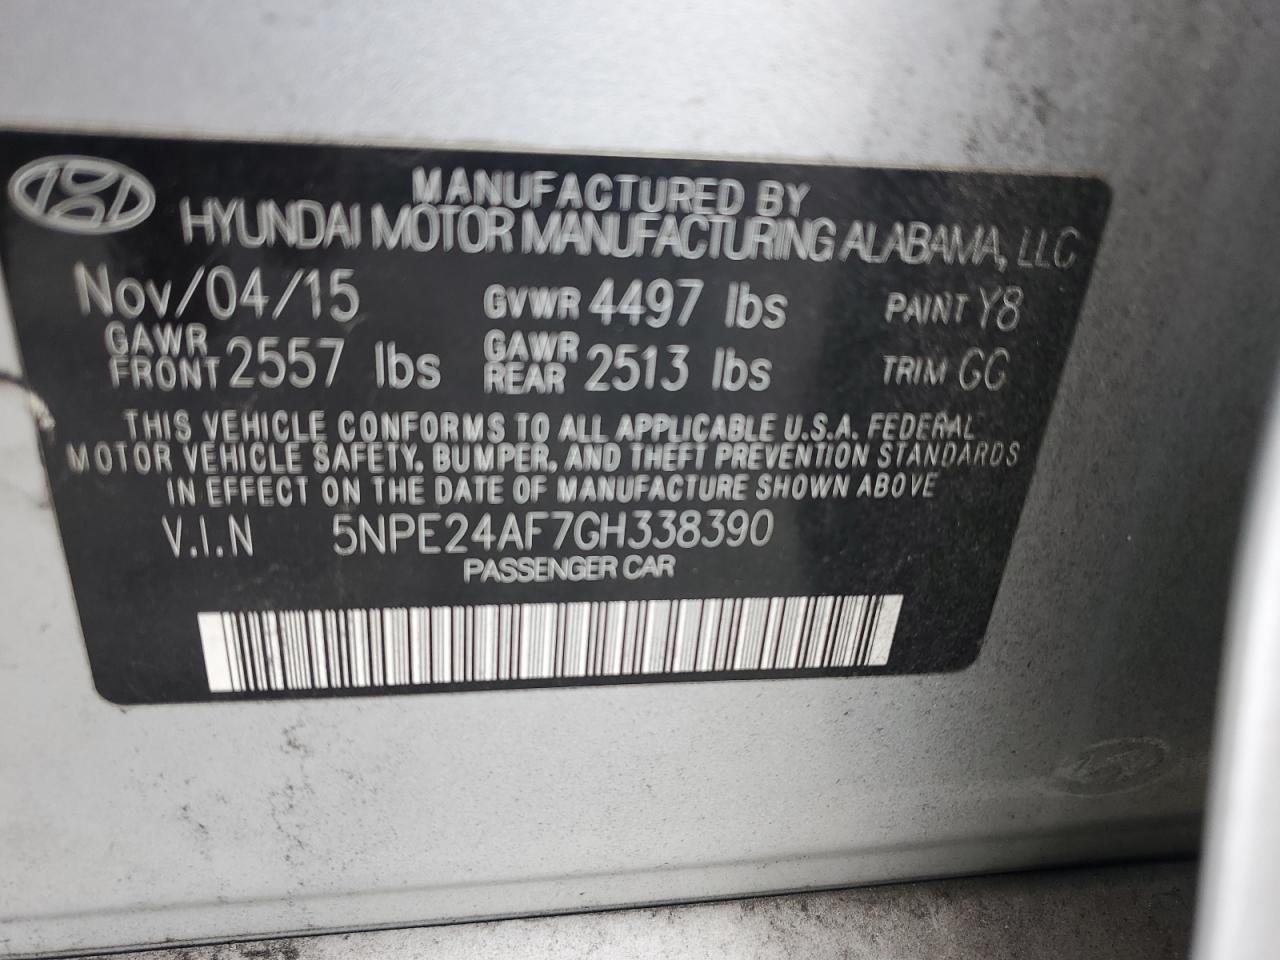 MANUFACTURED BY
HYUNDAI MOTOR MANUFACTURING ALABAMA, LLC
Nov/04/15 GVWR 4497 lbs PAINT Y8
GAWR FRONT 2557 lbs GAWR REAR 2513 lbs TRIM GG
THIS VEHICLE CONFORMS TO ALL APPLICABLE U.S.A. FEDERAL
MOTOR VEHICLE SAFETY, BUMPER, AND THEFT PREVENTION STANDARDS
IN EFFECT ON THE DATE OF MANUFACTURE SHOWN ABOVE
V.I.N 5NPE24AF7GH338390
PASSENGER CAR